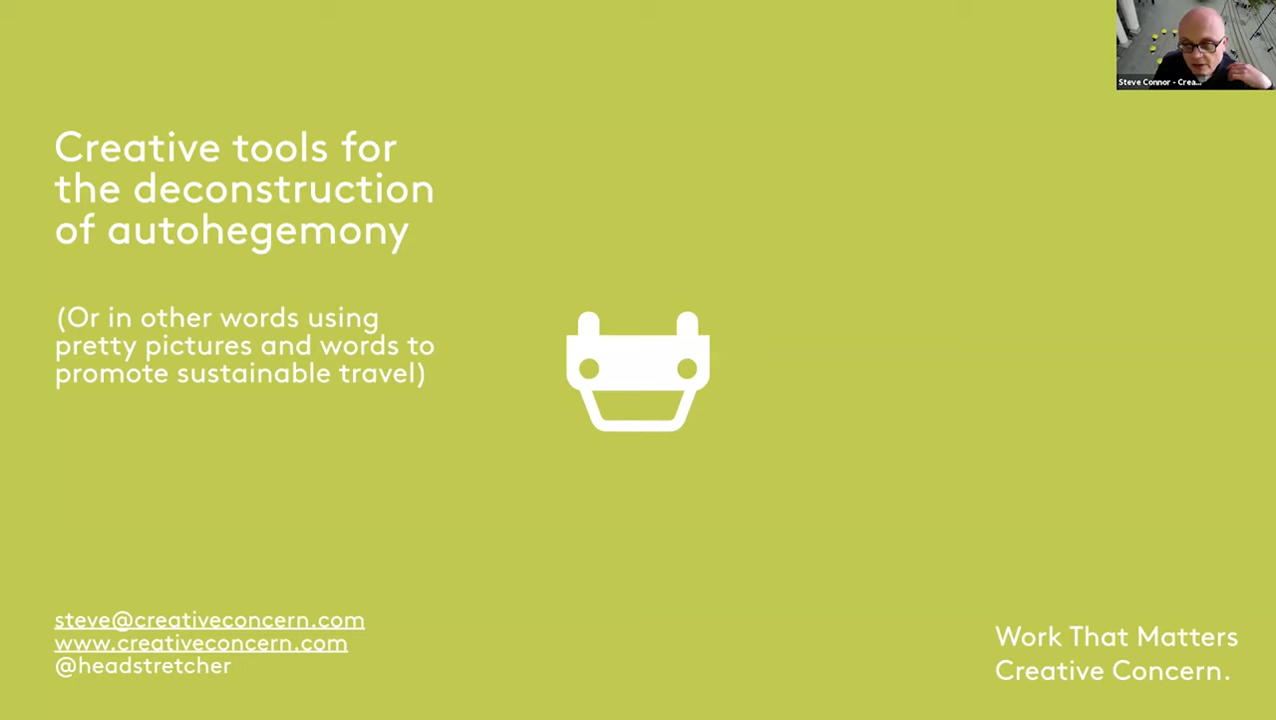 Creative tools for
the deconstruction
of autohegemony
(Or in other words using
pretty pictures and words to
promote sustainable travel)
steve@creativeconcern.com
www.creativeconcern.com
@headstretcher
Work That Matters
Creative Concern.
Steve Connor - Crea...